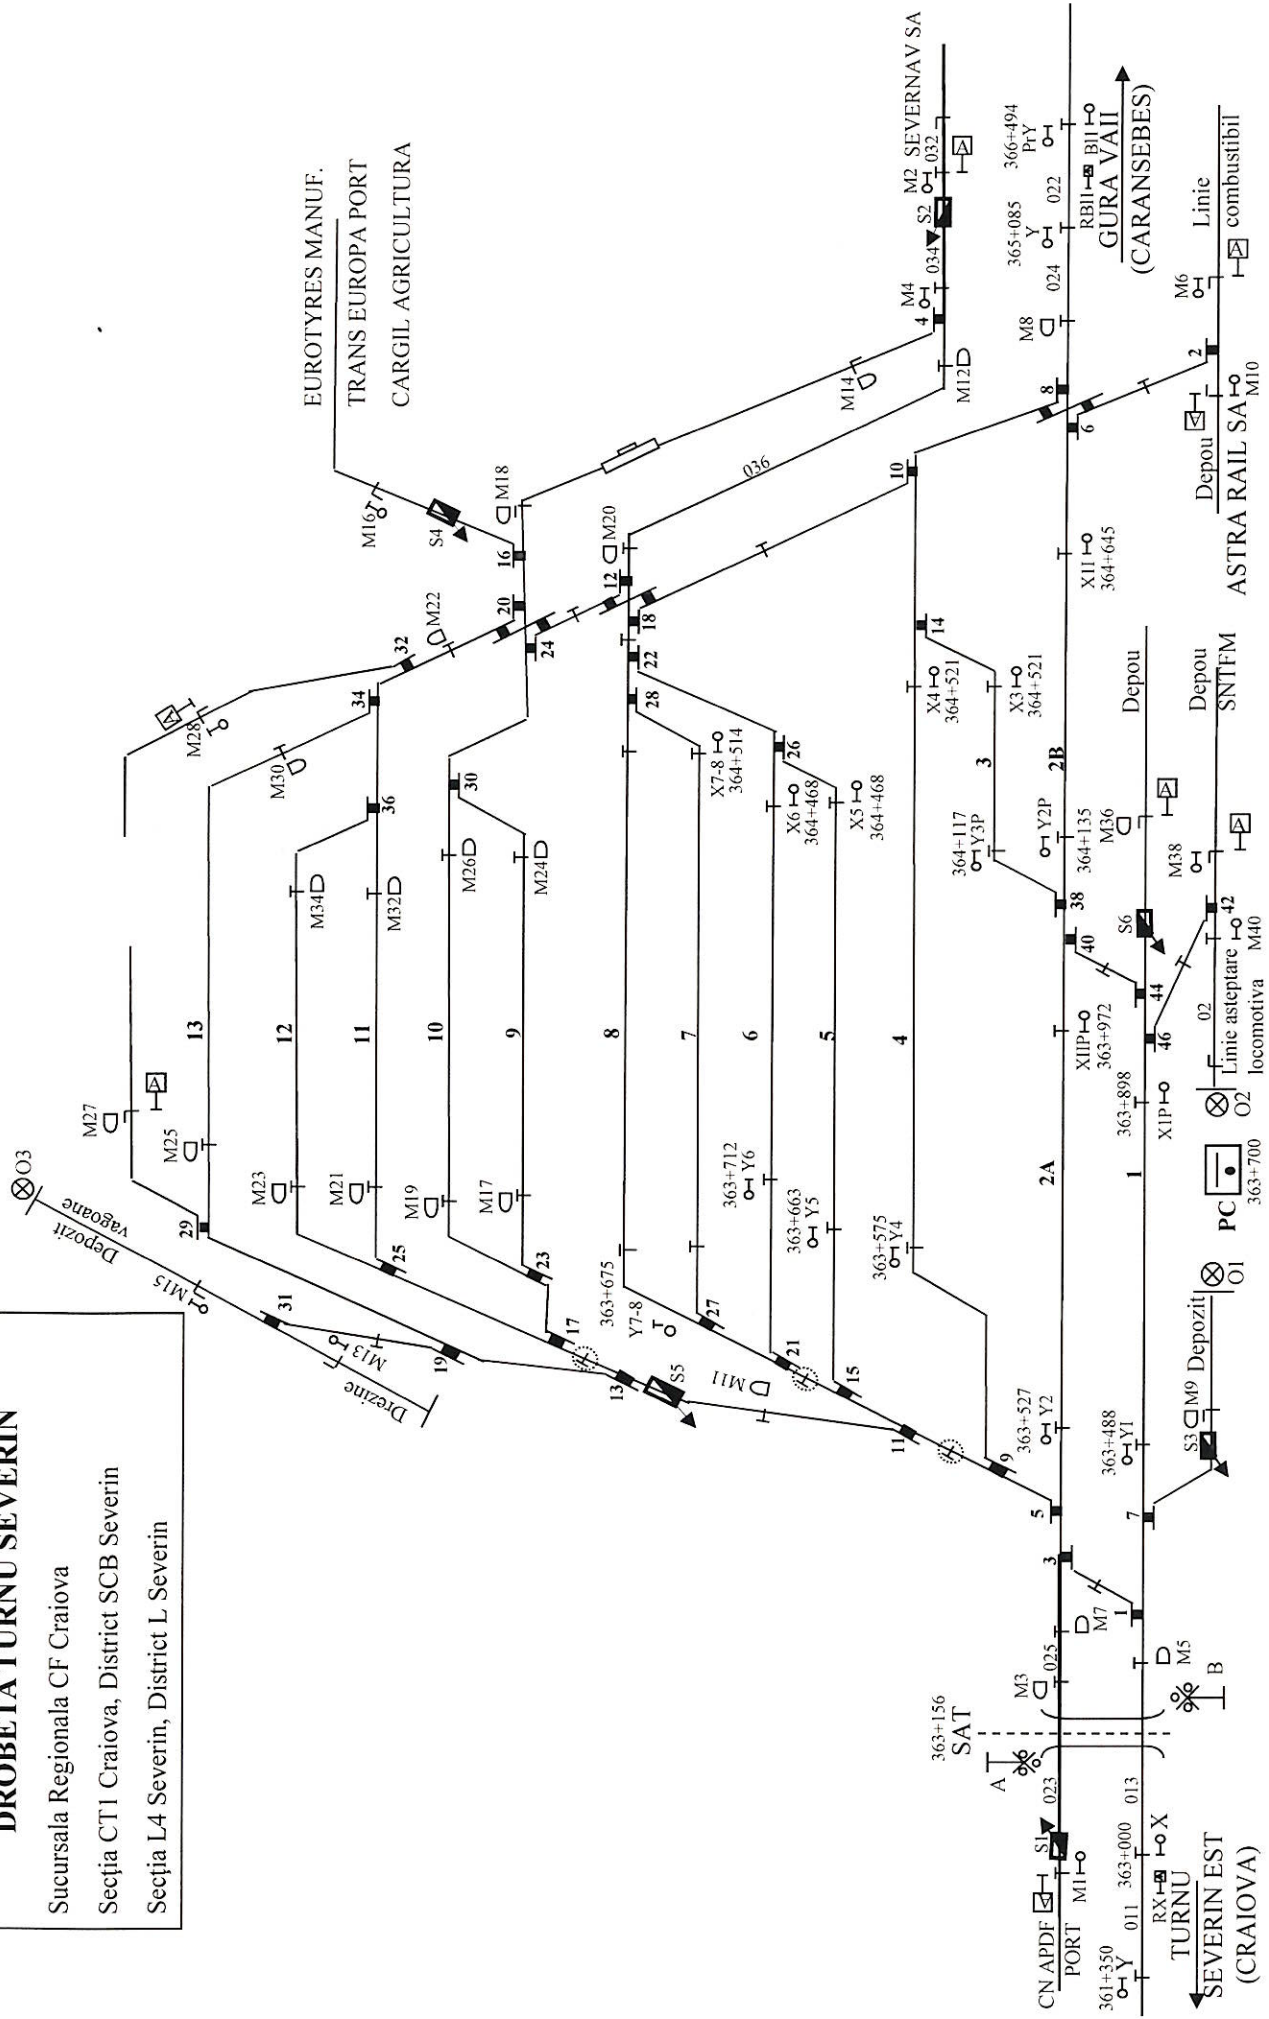 DROBETA TURNU SEVERIN
Sucursala Regionala CF Craiova
Secția CT1 Craiova, District SCB Severin
Secția L4 Severin, District L Severin
O3
Depozit
vagoane
M15
31
M13
Drezine
19
29
M27
A
M25
13
M28
A
M30
32
34
M22
EUROTYRES MANUF.
TRANS EUROPA PORT
CARGIL AGRICULTURA
M16
S4
16
M18
20
24
M23
12
M34
36
M21
25
11
M32
M19
10
M26
30
M17
23
9
M24
17
13
S5
M11
363+675
Y7-8
27
8
28
22
18
12
M20
036
7
X7-8
364+514
363+712
Y6
21
6
X6
364+468
26
363+663
Y5
15
5
X5
364+468
M14
M12
4
M4
034
S2
M2
SEVERNAV SA
032
A
11
9
363+575
Y4
4
X4
364+521
14
10
364+117
Y3P
3
X3
364+521
CN APDF
PORT
A
M1
S1
023
A
363+156
SAT
M3
025
M7
3
5
363+527
Y2
2A
XIIP
363+972
40
38
Y2P
364+135
2B
XII
364+645
6
8
M8
024
365+085
Y
022
366+494
PrY
RBII
BII
GURA VAII
(CARANSEBES)
361+350
Y
011
RX
363+000
X
013
B
M5
1
7
363+488
Y1
1
363+898
X1P
46
44
S6
M36
A
Depou
TURNU
SEVERIN EST
(CRAIOVA)
S3
M9
Depozit
O1
PC
363+700
O2
Linie asteptare
locomotiva
02
M40
42
M38
A
Depou
SNTFM
Depou
A
ASTRA RAIL SA
M10
2
M6
Linie
combustibil
A